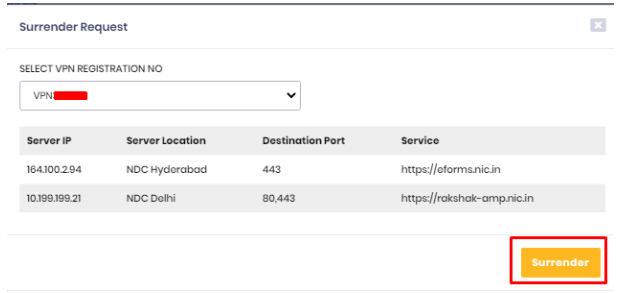 Surrender Request
SELECT VPN REGISTRATION NO
VPN
Server IP Server Location Destination Port Service
164.100.2.94 NDC Hyderabad 443 https://eforms.nic.in
10.199.199.21 NDC Delhi 80,443 https://rakshak-amp.nic.in
Surrender